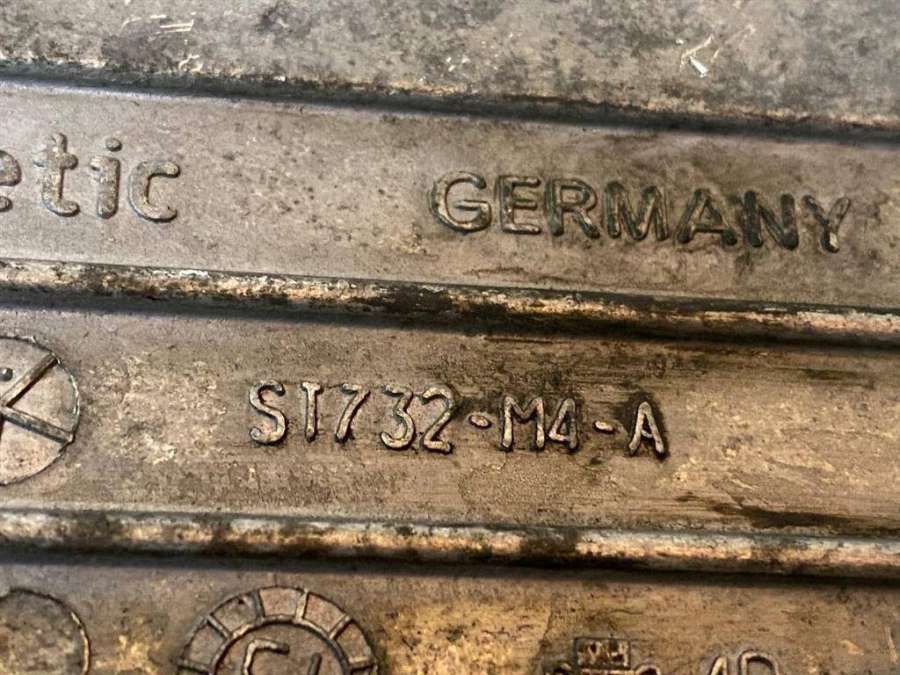 etic GERMANY
ST732-M4-A